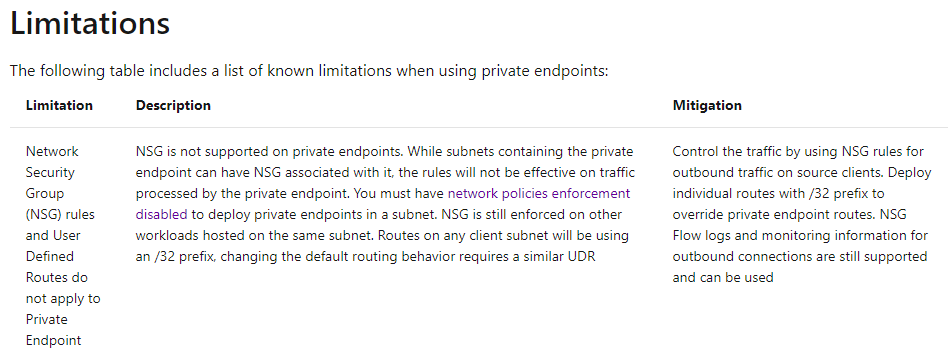 Limitations
The following table includes a list of known limitations when using private endpoints:
Limitation Description Mitigation
Network
Security
Group
(NSG) rules
and User
Defined
Routes do
not apply to
Private
Endpoint
NSG is not supported on private endpoints. While subnets containing the private
endpoint can have NSG associated with it, the rules will not be effective on traffic
processed by the private endpoint. You must have network policies enforcement
disabled to deploy private endpoints in a subnet. NSG is still enforced on other
workloads hosted on the same subnet. Routes on any client subnet will be using
an /32 prefix, changing the default routing behavior requires a similar UDR
Control the traffic by using NSG rules for
outbound traffic on source clients. Deploy
individual routes with /32 prefix to
override private endpoint routes. NSG
Flow logs and monitoring information for
outbound connections are still supported
and can be used